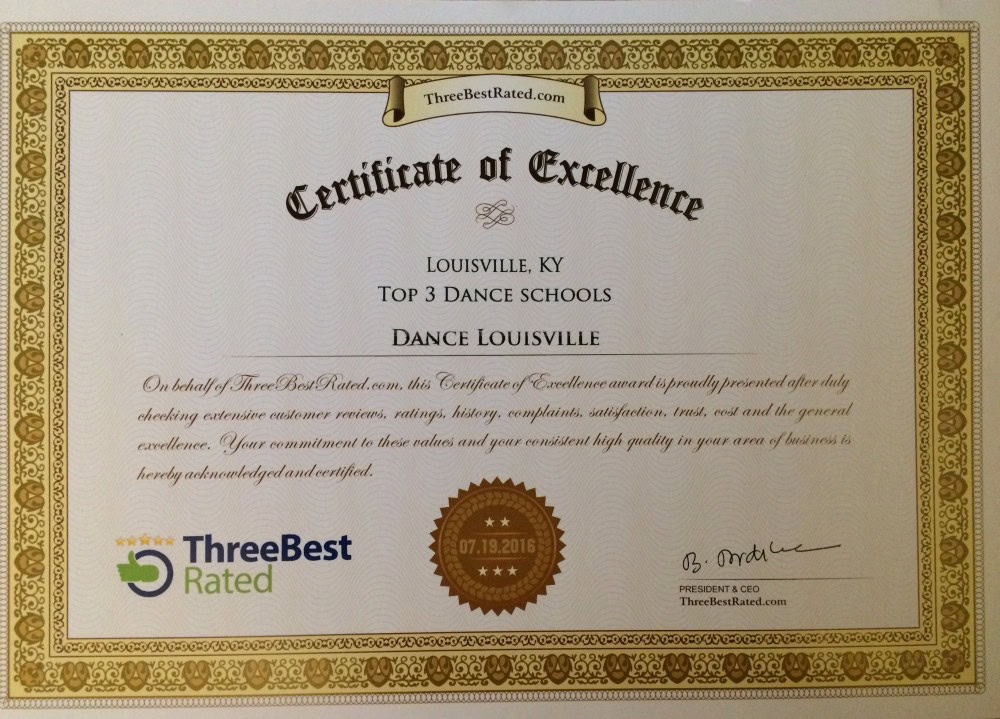 ThreeBestRated.com
Certificate of Excellence
LOUISVILLE, KY
TOP 3 DANCE SCHOOLS
DANCE LOUISVILLE
On behalf of ThreeBestRated.com, this Certificate of Excellence award is proudly presented after duly
checking extensive customer reviews, ratings, history, complaints, satisfaction, trust, cost and the general
excellence. Your commitment to these values and your consistent high quality in your area of business is
hereby acknowledged and certified.
ThreeBest
Rated
07.19.2016
B.
PRESIDENT & CEO
ThreeBestRated.com